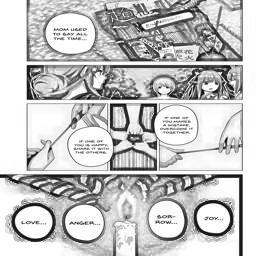 MOM USED
TO SAY ALL
THE TIME...
IF ONE OF
YOU MAKES
A MISTAKE,
OVERCOME IT
TOGETHER.
IF ONE OF
YOU IS HAPPY,
SHARE IT WITH
THE OTHERS.
LOVE...
ANGER...
SOR-
ROW...
JOY...